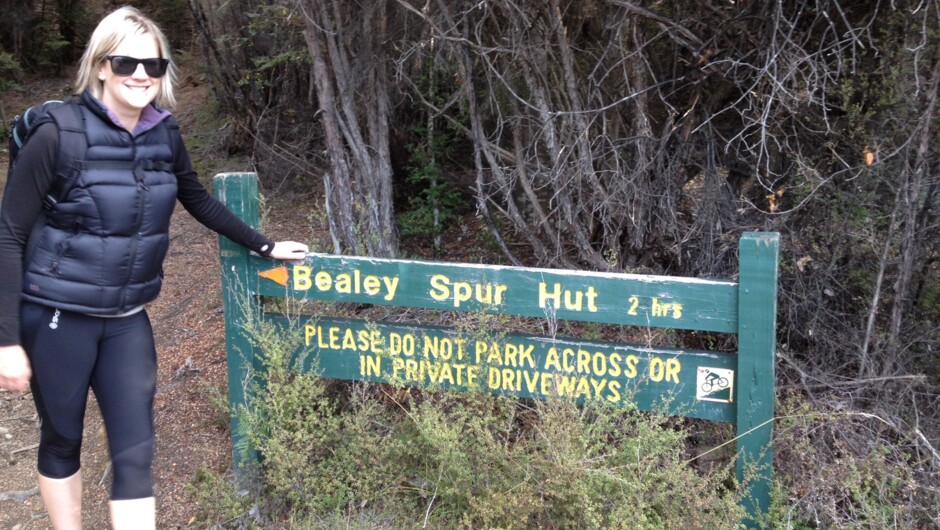 Bealey Spur Hut 2 hrs
PLEASE DO NOT PARK ACROSS OR
IN PRIVATE DRIVEWAYS